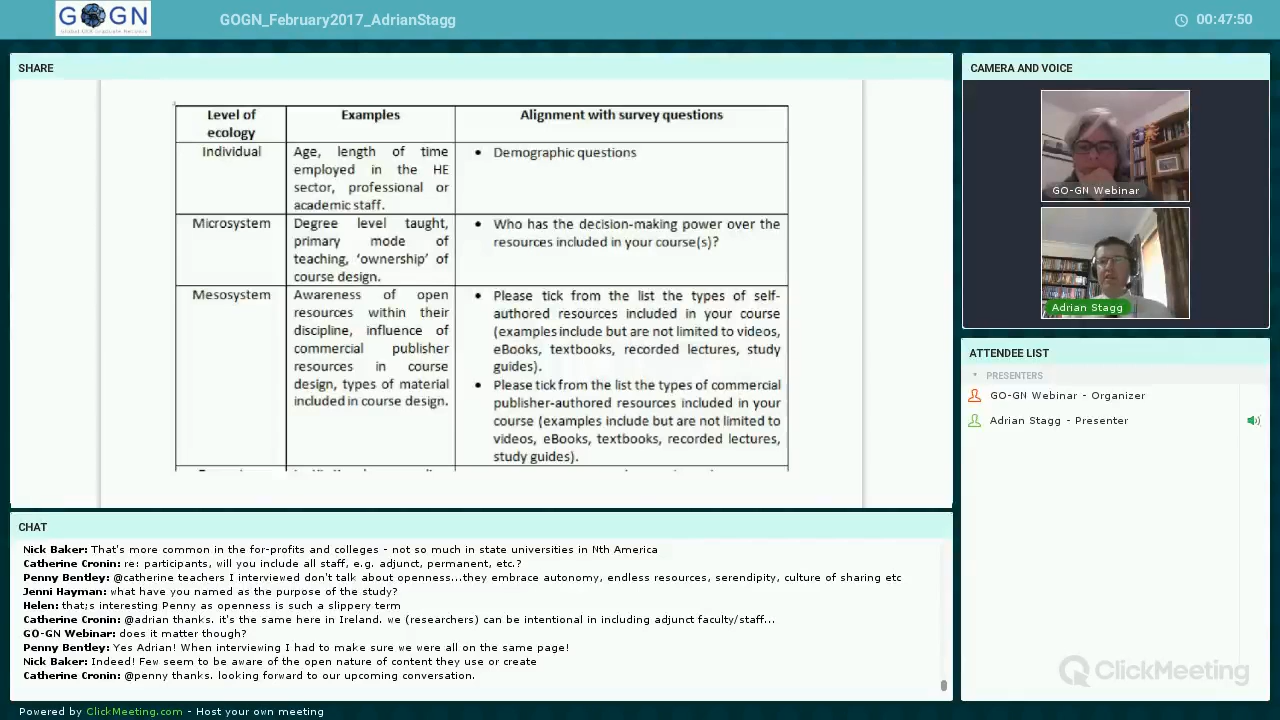 GOGN
GOGN_February2017_AdrianStagg
00:47:50
SHARE
Level of
ecology
Examples
Alignment with survey questions
Individual
Age, length of time
employed in the HE
sector, professional or
academic staff.
• Demographic questions
Microsystem
Degree level taught,
primary mode of
teaching, ‘ownership’ of
course design.
• Who has the decision-making power over the
resources included in your course(s)?
Mesosystem
Awareness of open
resources within their
discipline, influence of
commercial publisher
resources in course
design, types of material
included in course design.
• Please tick from the list the types of self-
authored resources included in your course
(examples include but are not limited to videos,
eBooks, textbooks, recorded lectures, study
guides).
• Please tick from the list the types of commercial
publisher-authored resources included in your
course (examples include but are not limited to
videos, eBooks, textbooks, recorded lectures,
study guides).
CAMERA AND VOICE
GO-GN Webinar
Adrian Stagg
ATTENDEE LIST
PRESENTERS
GO-GN Webinar - Organizer
Adrian Stagg - Presenter
CHAT
Nick Baker: That's more common in the for-profits and colleges - not so much in state universities in Nth America
Catherine Cronin: re: participants, will you include all staff, e.g. adjunct, permanent, etc.?
Penny Bentley: @catherine teachers I interviewed don't talk about openness...they embrace autonomy, endless resources, serendipity, culture of sharing etc
Jenni Hayman: what have you named as the purpose of the study?
Helen: that;s interesting Penny as openness is such a slippery term
Catherine Cronin: @adrian thanks. it's the same here in Ireland. we (researchers) can be intentional in including adjunct faculty/staff...
GO-GN Webinar: does it matter though?
Penny Bentley: Yes Adrian! When interviewing I had to make sure we were all on the same page!
Nick Baker: Indeed! Few seem to be aware of the open nature of content they use or create
Catherine Cronin: @penny thanks. looking forward to our upcoming conversation.
ClickMeeting
Powered by ClickMeeting.com - Host your own meeting